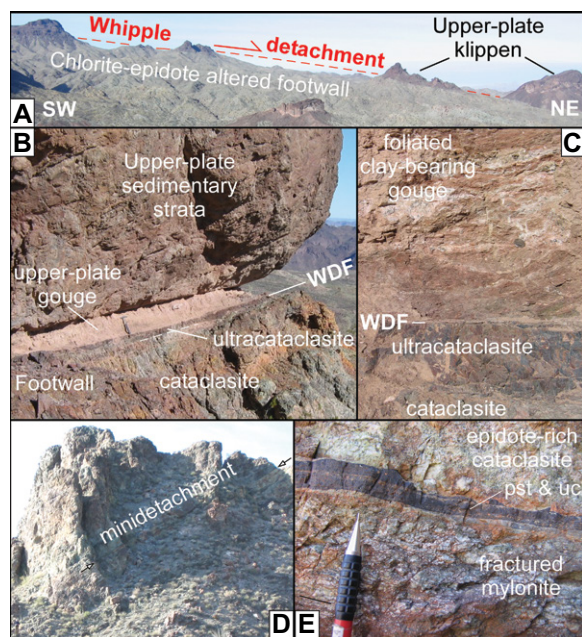 Whipple
detachment
Upper-plate
klippen
Chlorite-epidote altered footwall
A
SW
NE
B
Upper-plate
sedimentary
strata
upper-plate
gouge
WDF
ultracataclasite
Footwall
cataclasite
C
foliated
clay-bearing
gouge
WDF
ultracataclasite
cataclasite
minidetachment
D
epidote-rich
cataclasite
pst & uc
fractured
mylonite
E